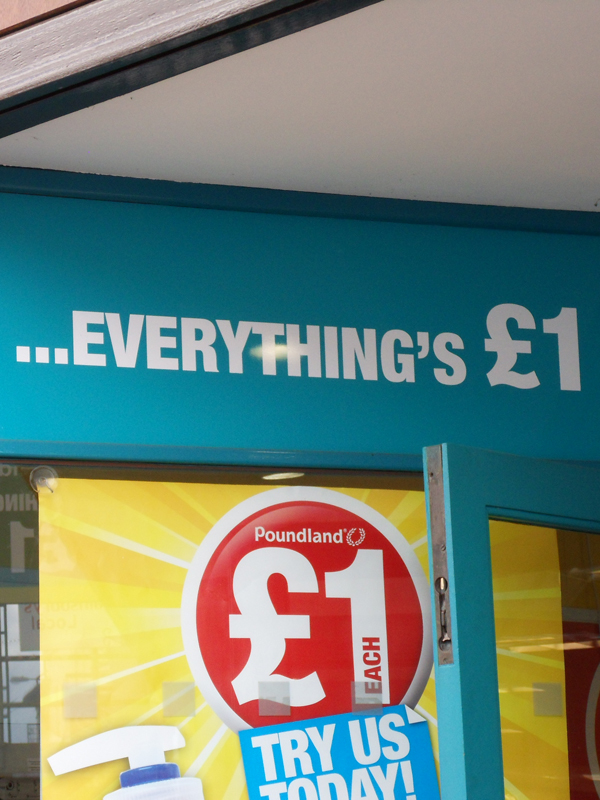 ...EVERYTHING'S £1
Poundland
£1
EACH
TRY US
TODAY!